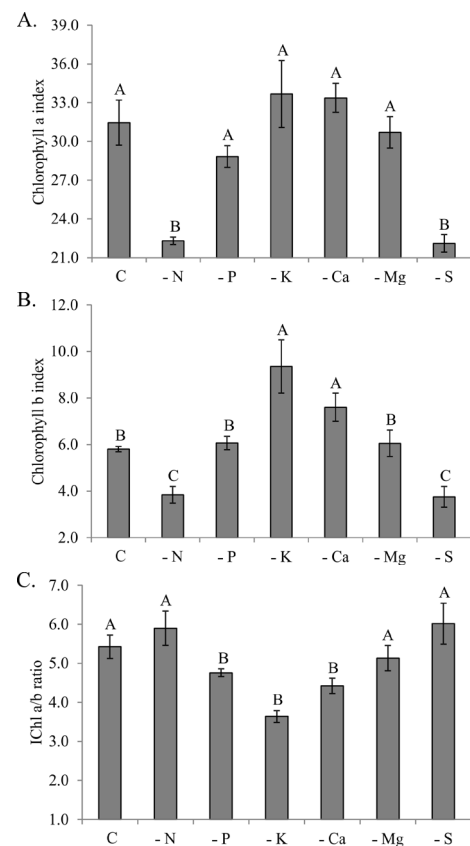 A.
39.0
36.0
33.0
30.0
27.0
24.0
21.0
Chlorophyll a index
A
B
A
A
A
A
B
C - N - P - K - Ca - Mg - S
B.
12.0
10.0
8.0
6.0
4.0
2.0
Chlorophyll b index
B
C
B
A
A
B
C
C - N - P - K - Ca - Mg - S
C.
7.0
6.0
5.0
4.0
3.0
2.0
1.0
IChl a/b ratio
A
A
B
B
B
A
A
C - N - P - K - Ca - Mg - S